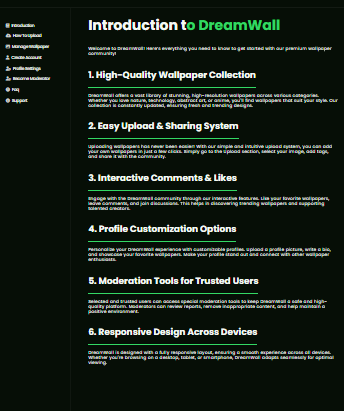 Introduction
How To Upload
Manage Wallpaper
Create Account
Profile Settings
Become Moderator
Faq
Support
Introduction to DreamWall
Welcome to DreamWall! Here's everything you need to know to get started with our premium wallpaper
community!
1. High-Quality Wallpaper Collection
DreamWall offers a vast library of stunning, high-resolution wallpapers across various categories.
Whether you love nature, technology, abstract art, or anime, you'll find wallpapers that suit your style. Our
collection is constantly updated, ensuring fresh and trending designs.
2. Easy Upload & Sharing System
Uploading wallpapers has never been easier! With our simple and intuitive upload system, you can add
your own wallpapers in just a few clicks. Simply go to the Upload section, select your image, add tags,
and share it with the community.
3. Interactive Comments & Likes
Engage with the DreamWall community through our interactive features. Like your favorite wallpapers,
leave comments, and join discussions. This helps in discovering trending wallpapers and supporting
talented creators.
4. Profile Customization Options
Personalize your DreamWall experience with customizable profiles. Upload a profile picture, write a bio,
and showcase your favorite wallpapers. Make your profile stand out and connect with other wallpaper
enthusiasts.
5. Moderation Tools for Trusted Users
Selected and trusted users can access special moderation tools to keep DreamWall a safe and high-
quality platform. Moderators can review reports, remove inappropriate content, and help maintain a
positive environment.
6. Responsive Design Across Devices
DreamWall is designed with a fully responsive layout, ensuring a smooth experience across all devices.
Whether you're browsing on a desktop, tablet, or smartphone, DreamWall adapts seamlessly for optimal
viewing.